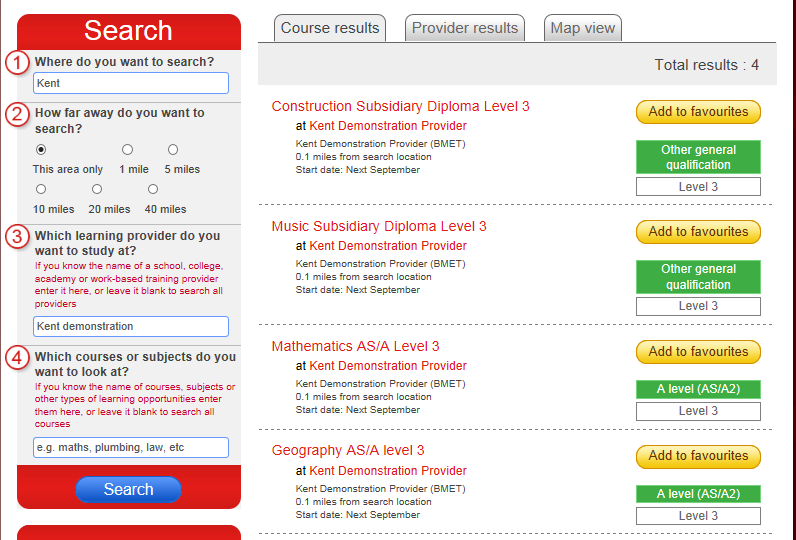 Search
1 Where do you want to search?
Kent
2 How far away do you want to
search?
This area only 1 mile 5 miles
10 miles 20 miles 40 miles
3 Which learning provider do you
want to study at?
If you know the name of a school, college,
academy or work-based training provider
enter it here, or leave it blank to search all
providers
Kent demonstration
4 Which courses or subjects do you
want to look at?
If you know the name of courses, subjects or
other types of learning opportunities enter
them here, or leave it blank to search all
courses
e.g. maths, plumbing, law, etc
Search
Course results Provider results Map view
Total results : 4
Construction Subsidiary Diploma Level 3
at Kent Demonstration Provider
Kent Demonstration Provider (BMET)
0.1 miles from search location
Start date: Next September
Add to favourites
Other general
qualification
Level 3
Music Subsidiary Diploma Level 3
at Kent Demonstration Provider
Kent Demonstration Provider (BMET)
0.1 miles from search location
Start date: Next September
Add to favourites
Other general
qualification
Level 3
Mathematics AS/A Level 3
at Kent Demonstration Provider
Kent Demonstration Provider (BMET)
0.1 miles from search location
Start date: Next September
Add to favourites
A level (AS/A2)
Level 3
Geography AS/A level 3
at Kent Demonstration Provider
Kent Demonstration Provider (BMET)
0.1 miles from search location
Start date: Next September
Add to favourites
A level (AS/A2)
Level 3